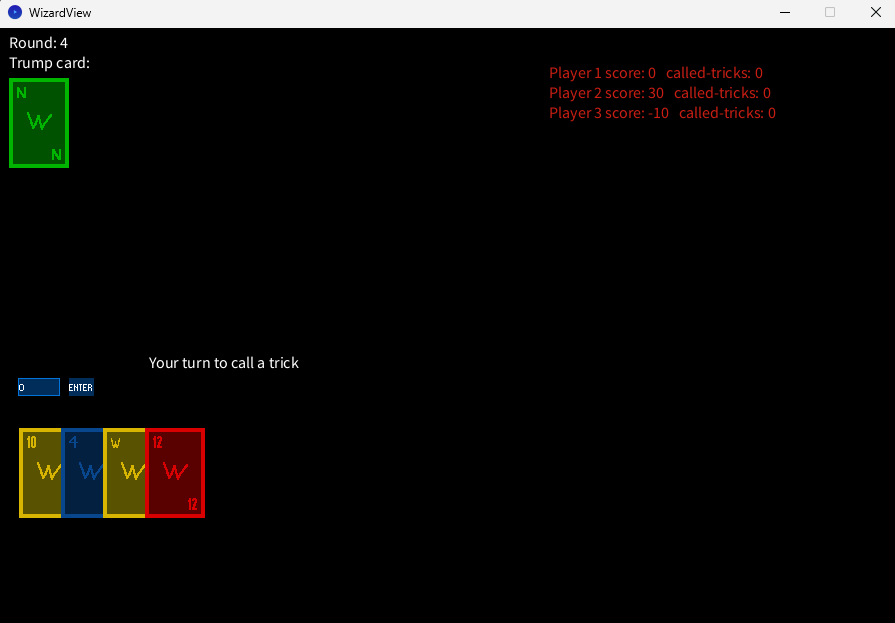 WizardView
Round: 4
Trump card:
N
W
N
Player 1 score: 0 called-tricks: 0
Player 2 score: 30 called-tricks: 0
Player 3 score: -10 called-tricks: 0
Your turn to call a trick
0 ENTER
10 4 W 12
W W W W
12